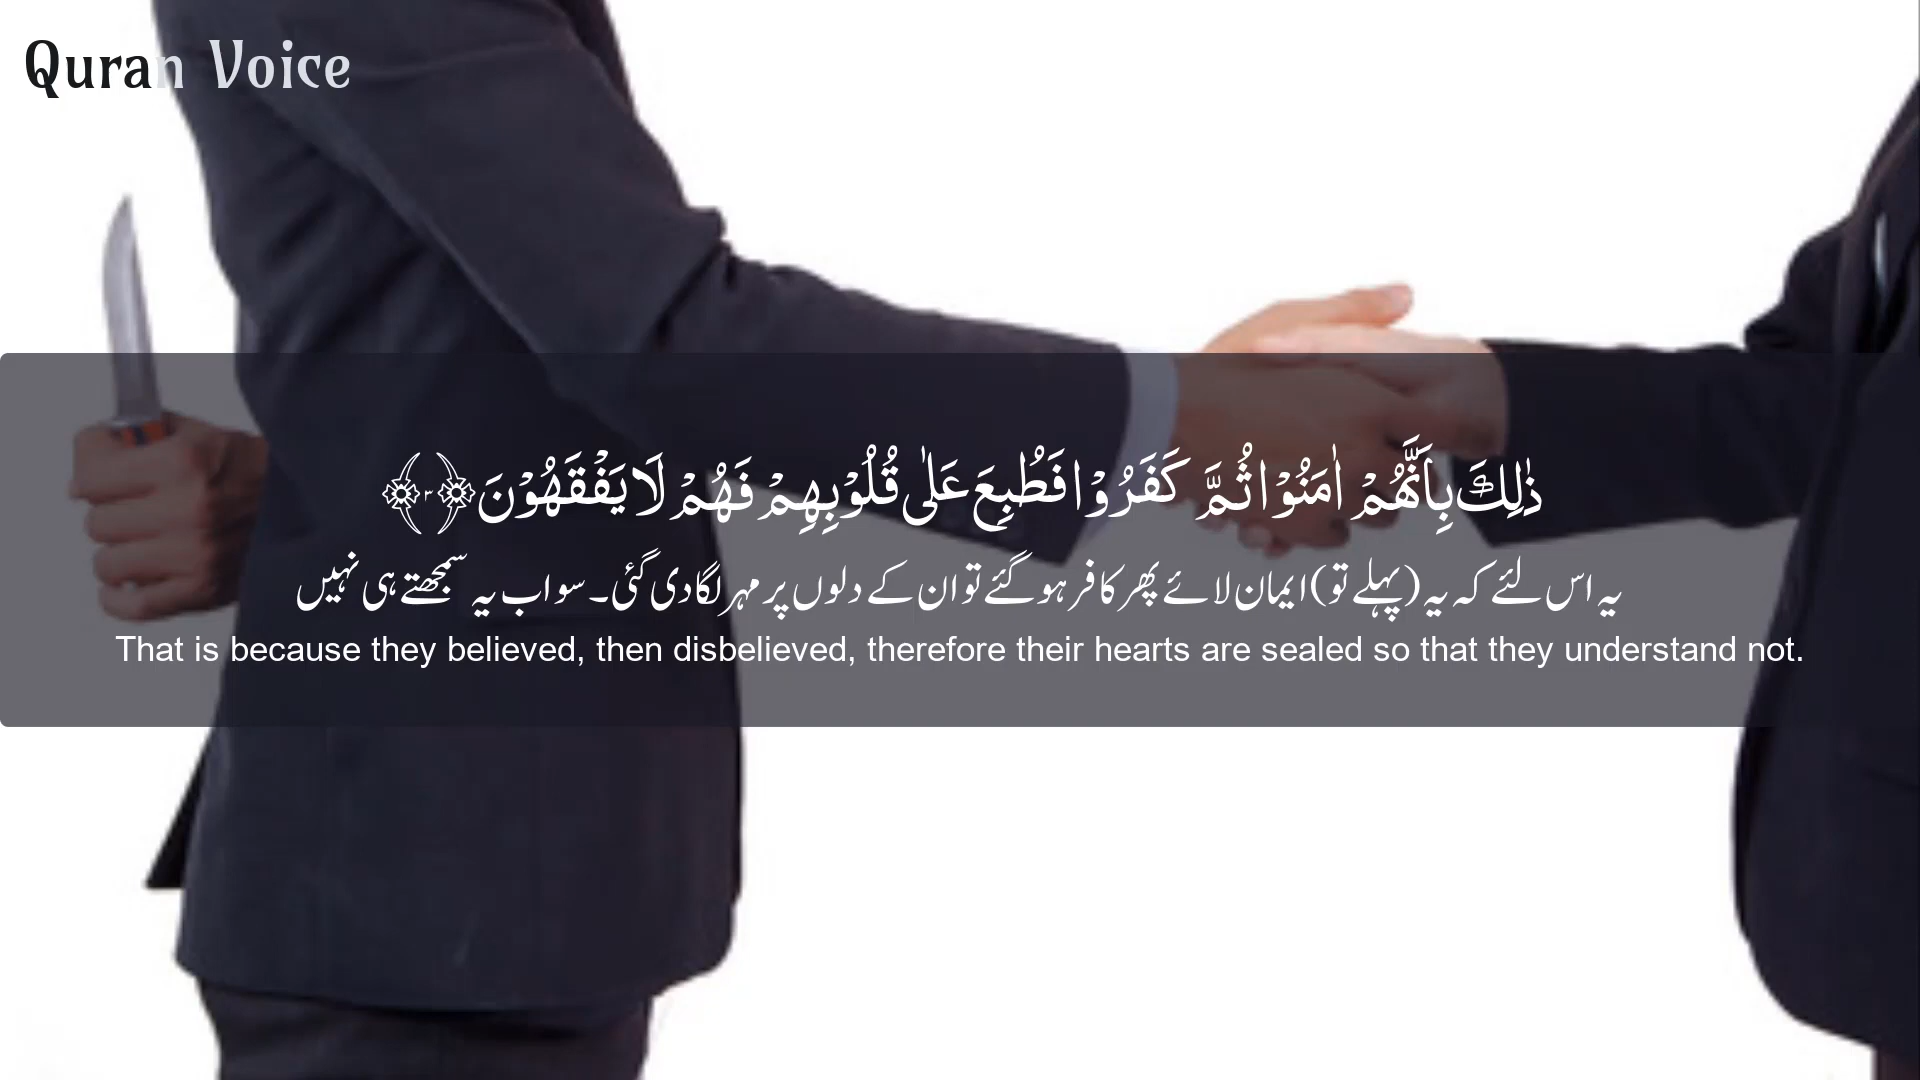 Quran Voice
ذٰلِكَ بِاَنَّهُمْ اٰمَنُوْا ثُمَّ كَفَرُوْا فَطُبِعَ عَلٰى قُلُوْبِهِمْ فَهُمْ لَا يَفْقَهُوْنَ ﴿۳﴾
یہ اس لئے کہ یہ (پہلے تو) ایمان لائے پھر کافر ہو گئے تو ان کے دلوں پر مہر لگا دی گئی۔ سو اب یہ سمجھتے ہی نہیں
That is because they believed, then disbelieved, therefore their hearts are sealed so that they understand not.